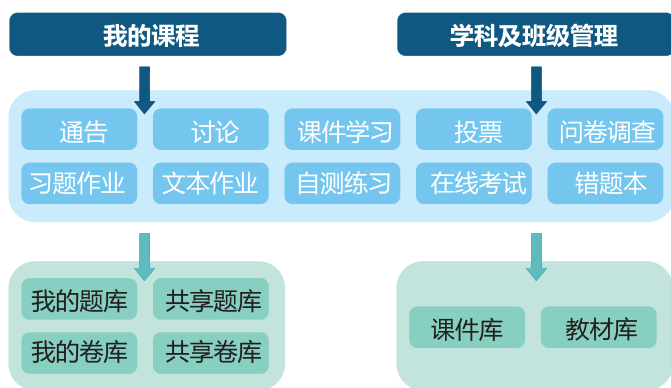 我的课程 学科及班级管理
通告 讨论 课件学习 投票 问卷调查
习题作业 文本作业 自测练习 在线考试 错题本
我的题库 共享题库
我的卷库 共享卷库
课件库 教材库